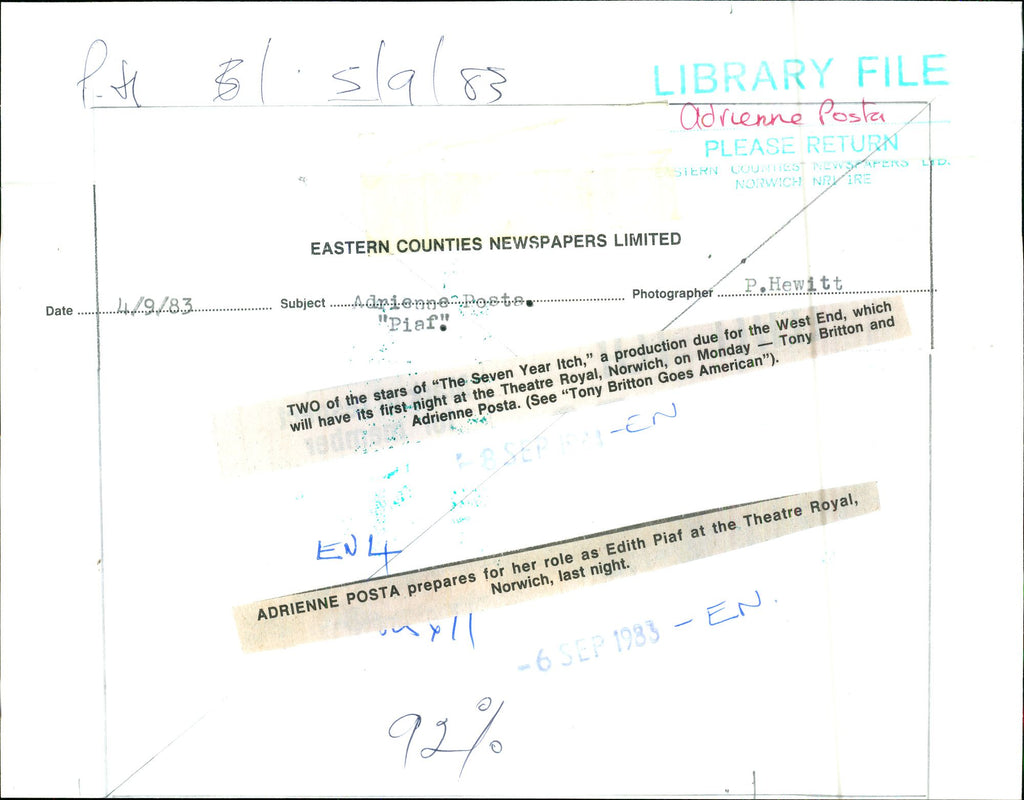 P.H 5/9/83
LIBRARY FILE
Adrienne Posta
PLEASE RETURN
EASTERN COUNTIES NEWSPAPERS LTD.
NORWICH NR1 1RE
EASTERN COUNTIES NEWSPAPERS LIMITED
Date 4/9/83 Subject Adrienne Posta. Photographer P.Hewitt
"Piaf".
TWO of the stars of “The Seven Year Itch,” a production due for the West End, which
will have its first night at the Theatre Royal, Norwich, on Monday — Tony Britton and
Adrienne Posta. (See “Tony Britton Goes American”).
-8 SEP -EN
EN4
ADRIENNE POSTA prepares for her role as Edith Piaf at the Theatre Royal,
Norwich, last night.
-6 SEP 1983 - EN.
92%